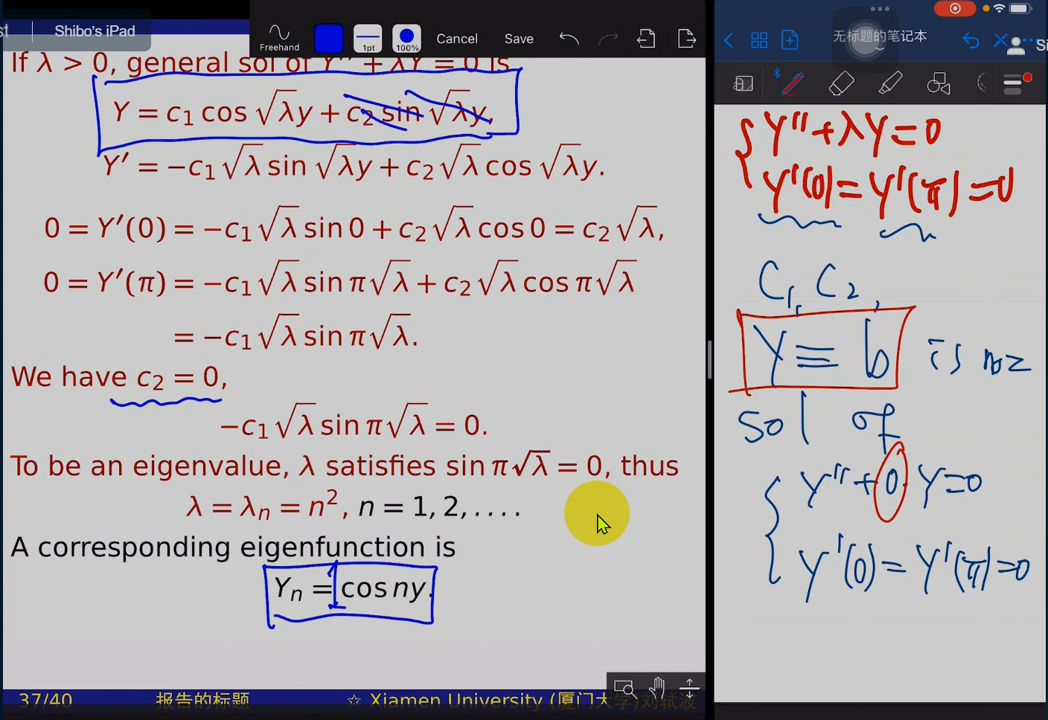 st
Shibo's iPad
Freehand
1pt
100%
Cancel
Save
If λ > 0, general sol of Y″ + λY = 0 is
Y = c₁ cos √λy + c₂ sin √λy,
Y′ = −c₁√λ sin √λy + c₂√λ cos √λy.
0 = Y′(0) = −c₁√λ sin 0 + c₂√λ cos 0 = c₂√λ,
0 = Y′(π) = −c₁√λ sin π√λ + c₂√λ cos π√λ
= −c₁√λ sin π√λ.
We have c₂ = 0,
−c₁√λ sin π√λ = 0.
To be an eigenvalue, λ satisfies sin π√λ = 0, thus
λ = λₙ = n², n = 1, 2, . . . .
A corresponding eigenfunction is
Yₙ = cos ny.
37/40
报告的标题
☆ Xiamen University (厦门大学) 刘轼波
无标题的笔记本
Si
Y″ + λY = 0
Y′(0) = Y′(π) = 0
C₁, C₂,
Y ≡ b is nz
sol of
Y″ + 0. Y = 0
Y′(0) = Y′(π) = 0